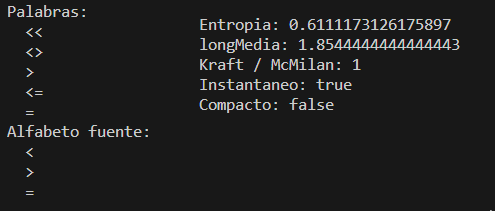 Palabras:
<<
<>
>
<=
=
Alfabeto fuente:
<
>
=
Entropia: 0.6111173126175897
longMedia: 1.8544444444444443
Kraft / McMilan: 1
Instantaneo: true
Compacto: false